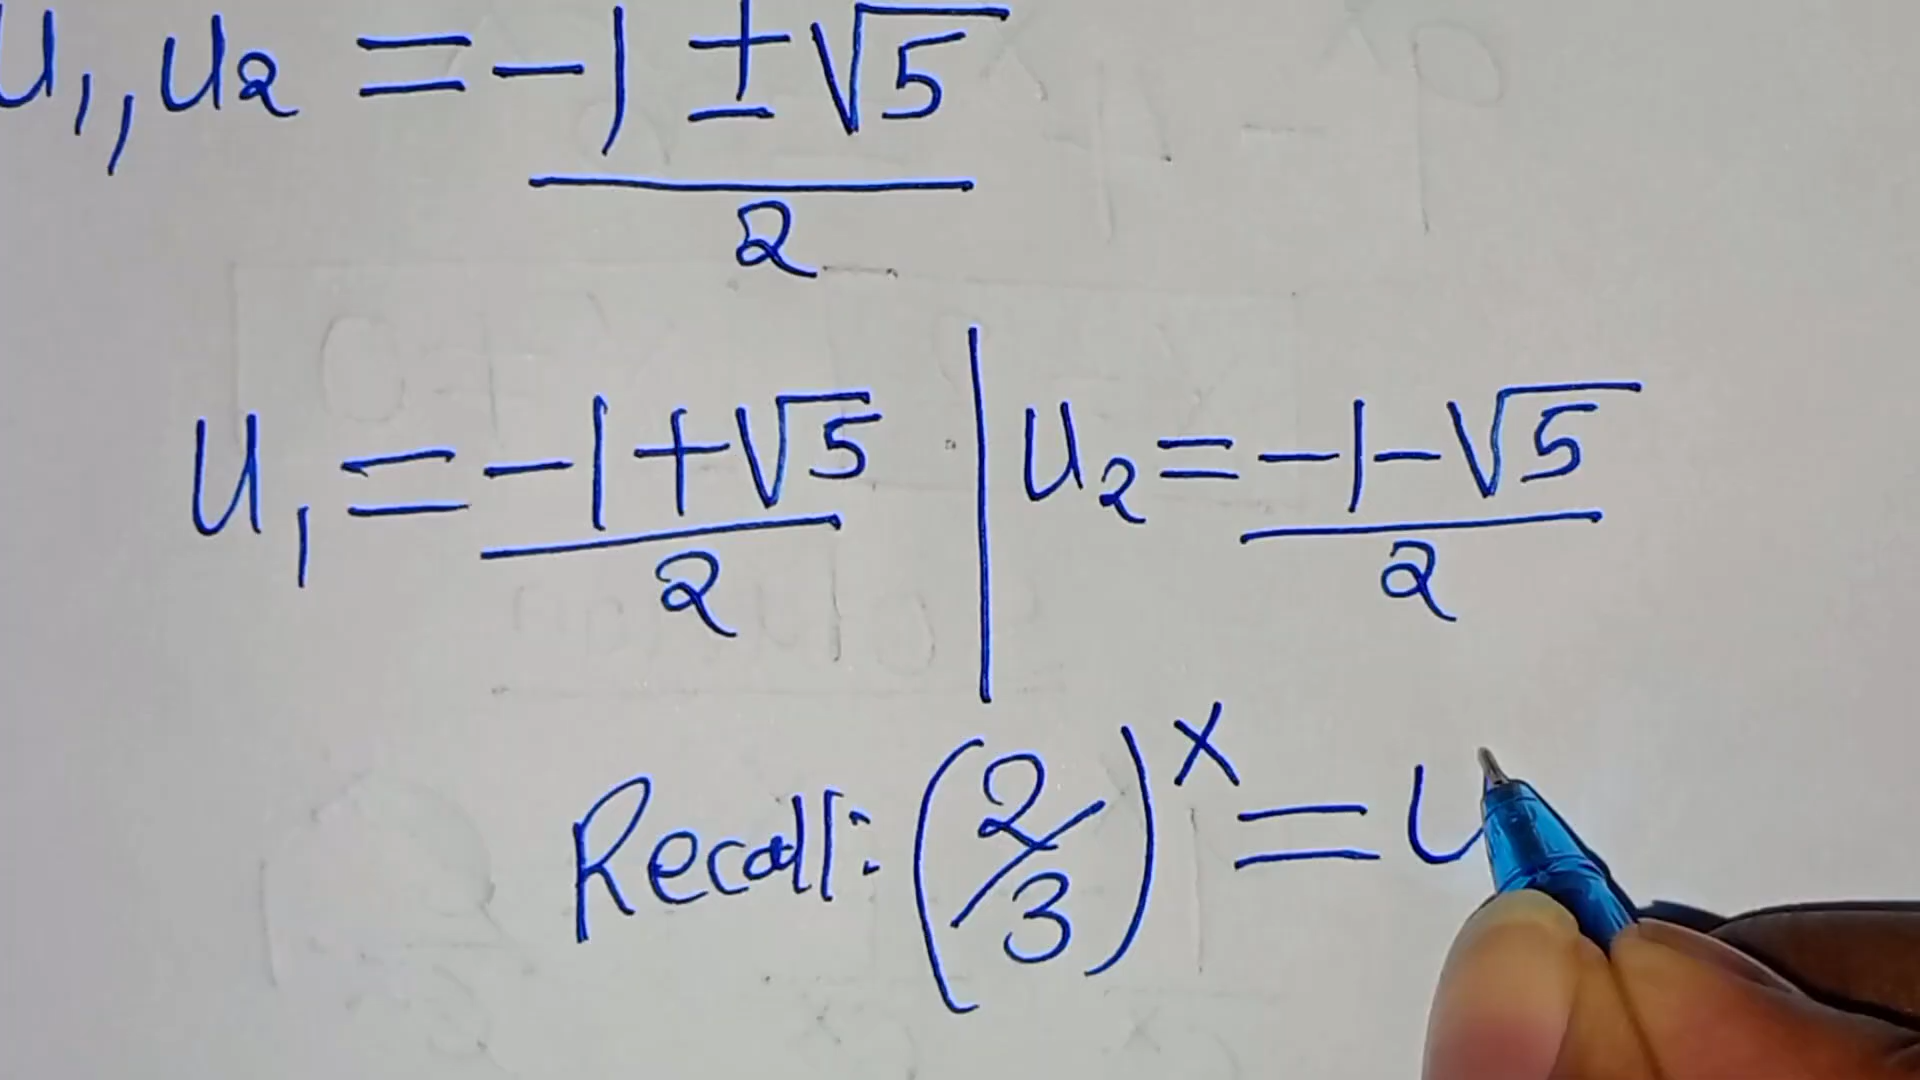 u₁, u₂ = (-1 ± √5)/2
u₁ = (-1 + √5)/2 | u₂ = (-1 - √5)/2
Recall: (2/3)^x = u